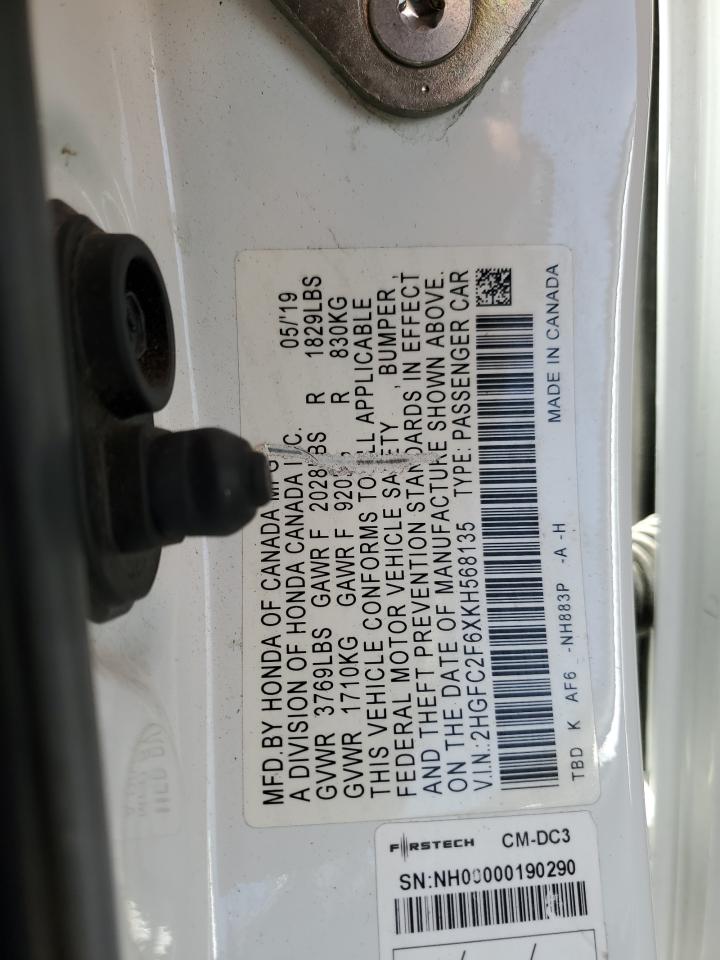 MFD.BY HONDA OF CANADA MFG
A DIVISION OF HONDA CANADA 05/'19
GVWR 3769LBS GAWR F R 1829LBS
GVWR 1710KG GAWR F R 830KG
THIS VEHICLE CONFORMS TO APPLICABLE
FEDERAL MOTOR VEHICLE SAFETY , BUMPER ,
AND THEFT PREVENTION STANDARDS IN EFFECT
ON THE DATE OF MANUFACTURE SHOWN ABOVE.
V.I.N.:2HGFC2F6XKH568135 TYPE: PASSENGER CAR
TBD K AF6 -NH883P -A -H MADE IN CANADA
FIRSTECH CM-DC3
SN:NH00000190290